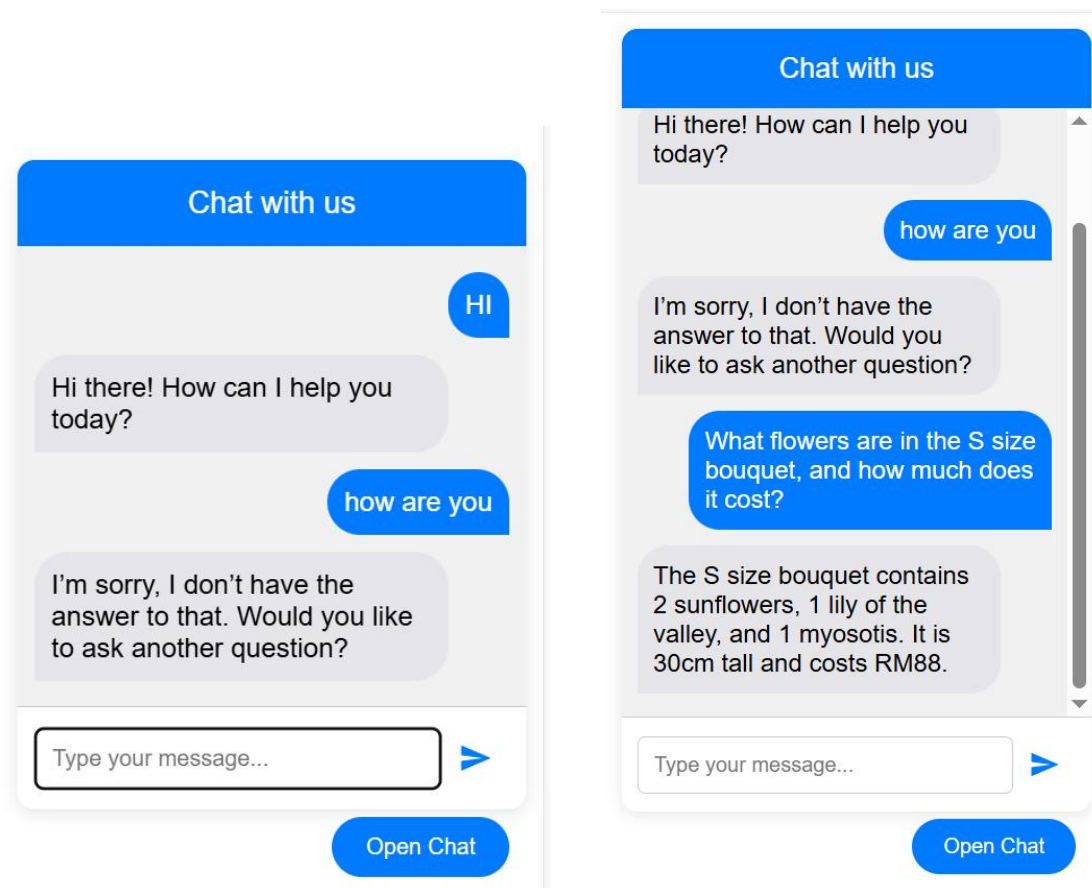 Chat with us
HI
Hi there! How can I help you
today?
how are you
I’m sorry, I don’t have the
answer to that. Would you like
to ask another question?
Type your message...
Open Chat
Chat with us
Hi there! How can I help you
today?
how are you
I’m sorry, I don’t have the
answer to that. Would you
like to ask another question?
What flowers are in the S size
bouquet, and how much does
it cost?
The S size bouquet contains
2 sunflowers, 1 lily of the
valley, and 1 myosotis. It is
30cm tall and costs RM88.
Type your message...
Open Chat